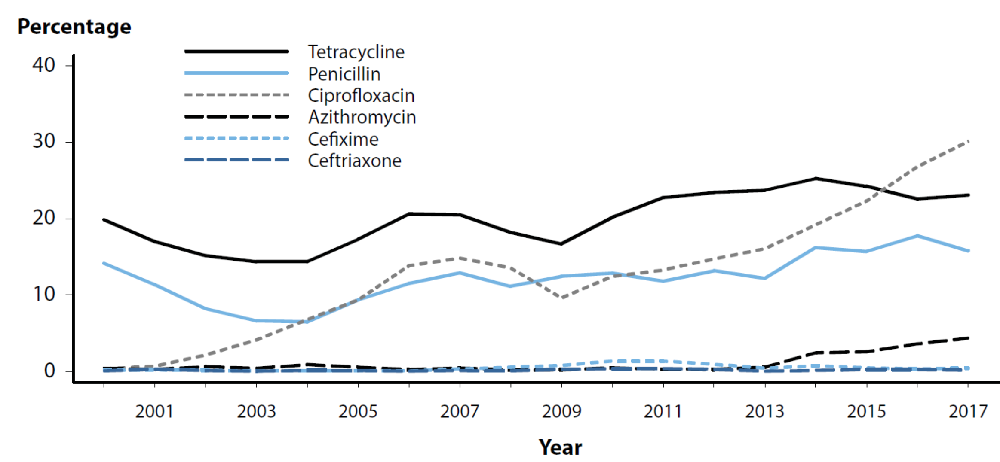 Percentage
Tetracycline
Penicillin
Ciprofloxacin
Azithromycin
Cefixime
Ceftriaxone
40
30
20
10
0
2001 2003 2005 2007 2009 2011 2013 2015 2017
Year